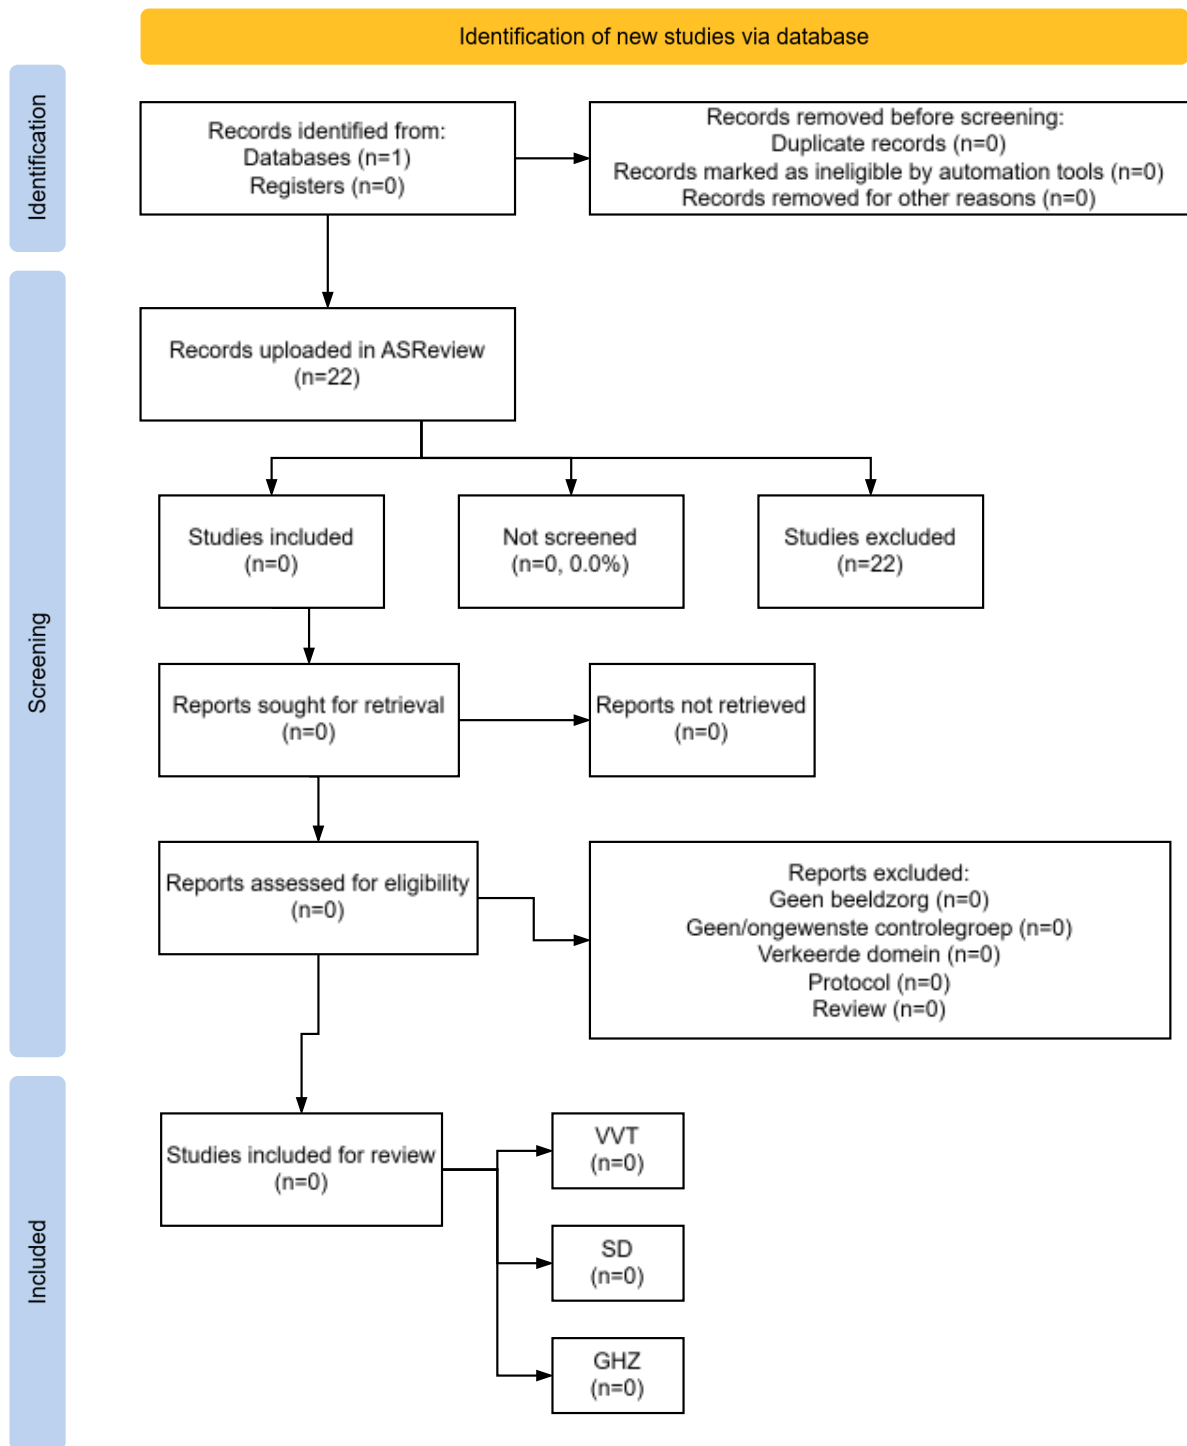 Identification of new studies via database
Identification
Records identified from:
Databases (n=1)
Registers (n=0)
Records removed before screening:
Duplicate records (n=0)
Records marked as ineligible by automation tools (n=0)
Records removed for other reasons (n=0)
Screening
Records uploaded in ASReview
(n=22)
Studies included
(n=0)
Not screened
(n=0, 0.0%)
Studies excluded
(n=22)
Reports sought for retrieval
(n=0)
Reports not retrieved
(n=0)
Reports assessed for eligibility
(n=0)
Reports excluded:
Geen beeldzorg (n=0)
Geen/ongewenste controlegroep (n=0)
Verkeerde domein (n=0)
Protocol (n=0)
Review (n=0)
Included
Studies included for review
(n=0)
VVT
(n=0)
SD
(n=0)
GHZ
(n=0)